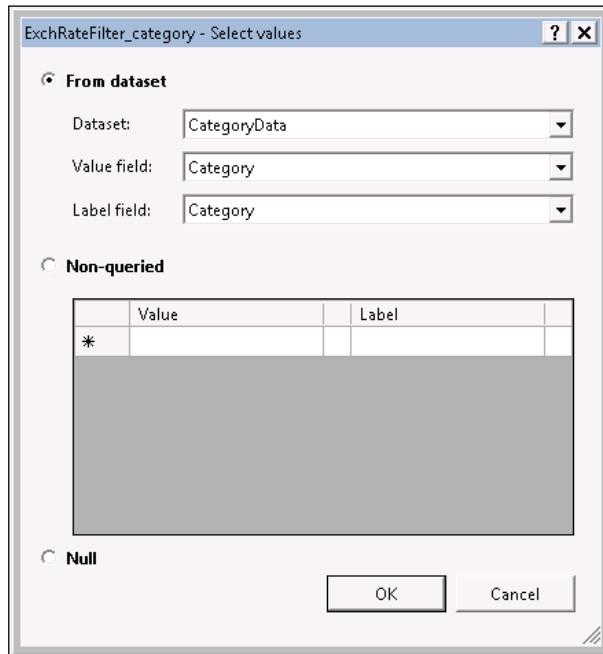 ExchRateFilter_category - Select values
From dataset
Dataset: CategoryData
Value field: Category
Label field: Category
Non-queried
Value Label
*
Null
OK Cancel